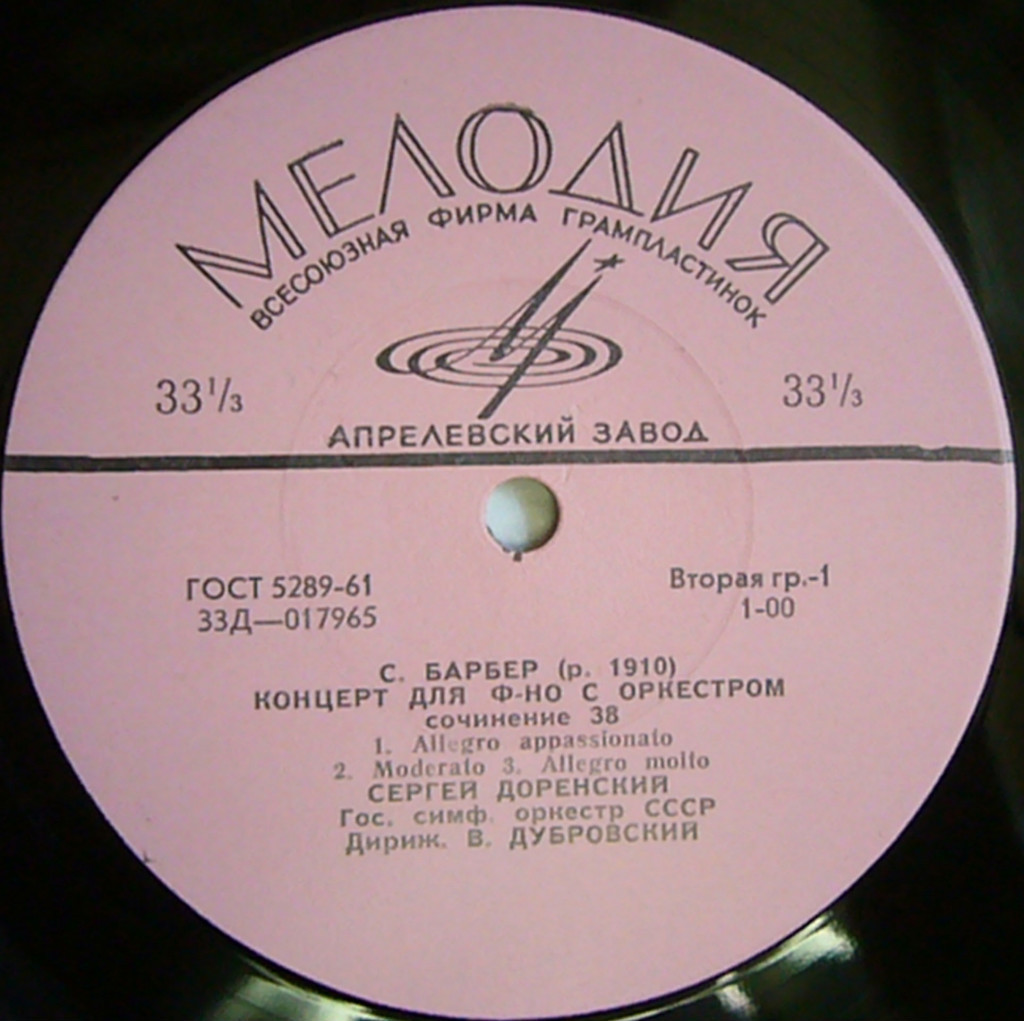 МЕЛОДИЯ
ВСЕСОЮЗНАЯ ФИРМА ГРАМПЛАСТИНОК
33⅓ 33⅓
АПРЕЛЕВСКИЙ ЗАВОД
ГОСТ 5289-61
33Д—017965
Вторая гр.-1
1-00
С. БАРБЕР (р. 1910)
КОНЦЕРТ ДЛЯ Ф-НО С ОРКЕСТРОМ
сочинение 38
1. Allegro appassionato
2. Moderato 3. Allegro molto
СЕРГЕЙ ДОРЕНСКИЙ
Гос. симф. оркестр СССР
Дириж. В. ДУБРОВСКИЙ